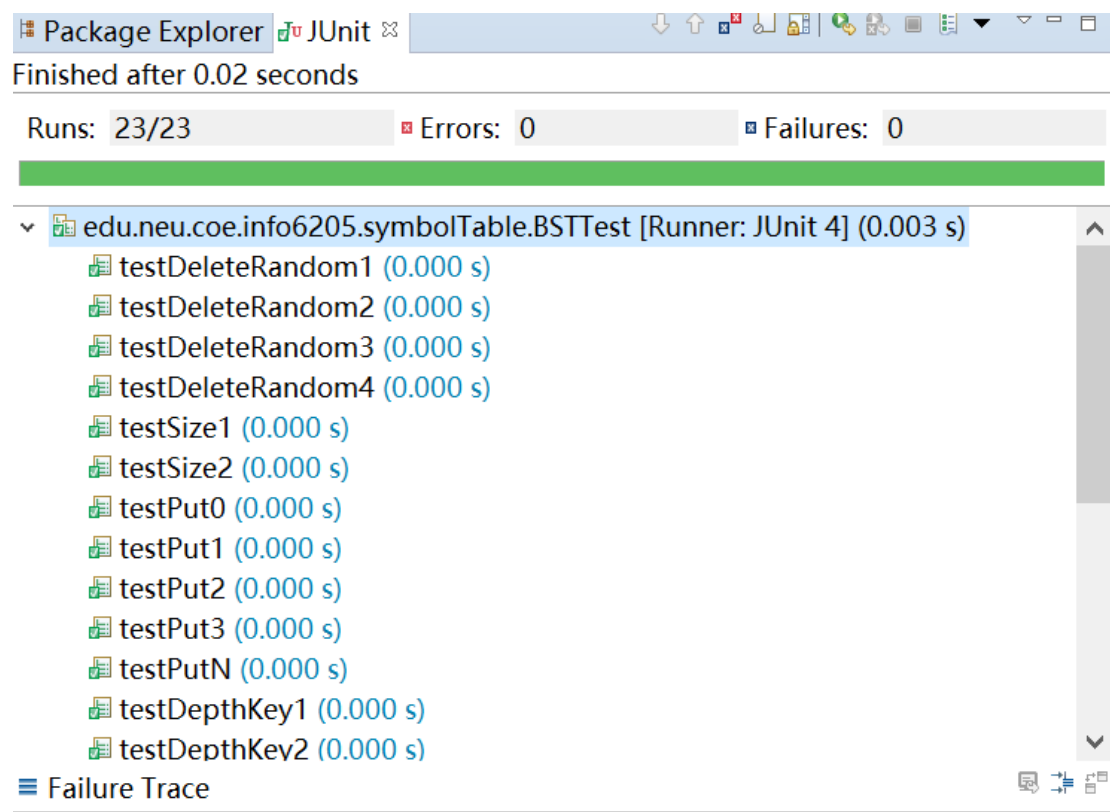 Package Explorer JUnit
Finished after 0.02 seconds
Runs: 23/23 Errors: 0 Failures: 0
edu.neu.coe.info6205.symbolTable.BSTTest [Runner: JUnit 4] (0.003 s)
testDeleteRandom1 (0.000 s)
testDeleteRandom2 (0.000 s)
testDeleteRandom3 (0.000 s)
testDeleteRandom4 (0.000 s)
testSize1 (0.000 s)
testSize2 (0.000 s)
testPut0 (0.000 s)
testPut1 (0.000 s)
testPut2 (0.000 s)
testPut3 (0.000 s)
testPutN (0.000 s)
testDepthKey1 (0.000 s)
testDepthKey2 (0.000 s)
Failure Trace